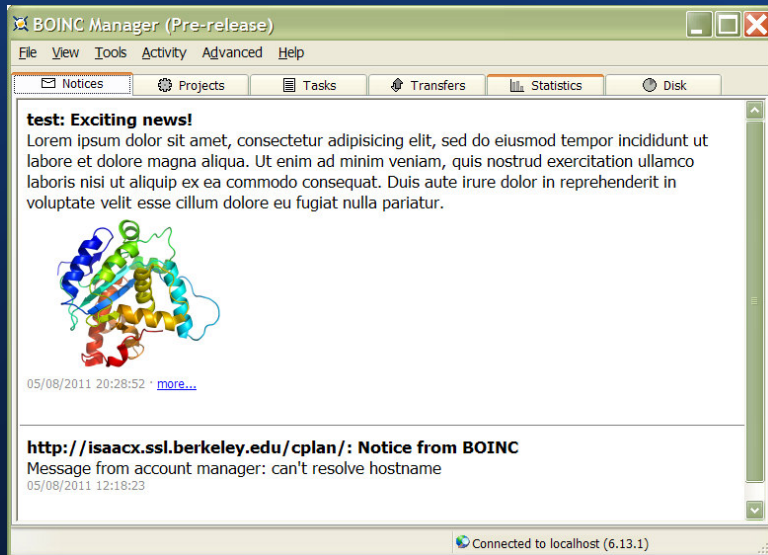 BOINC Manager (Pre-release)
File View Tools Activity Advanced Help
Notices Projects Tasks Transfers Statistics Disk
test: Exciting news!
Lorem ipsum dolor sit amet, consectetur adipisicing elit, sed do eiusmod tempor incididunt ut
labore et dolore magna aliqua. Ut enim ad minim veniam, quis nostrud exercitation ullamco
laboris nisi ut aliquip ex ea commodo consequat. Duis aute irure dolor in reprehenderit in
voluptate velit esse cillum dolore eu fugiat nulla pariatur.
05/08/2011 20:28:52 · more...
http://isaacx.ssl.berkeley.edu/cplan/: Notice from BOINC
Message from account manager: can't resolve hostname
05/08/2011 12:18:23
Connected to localhost (6.13.1)